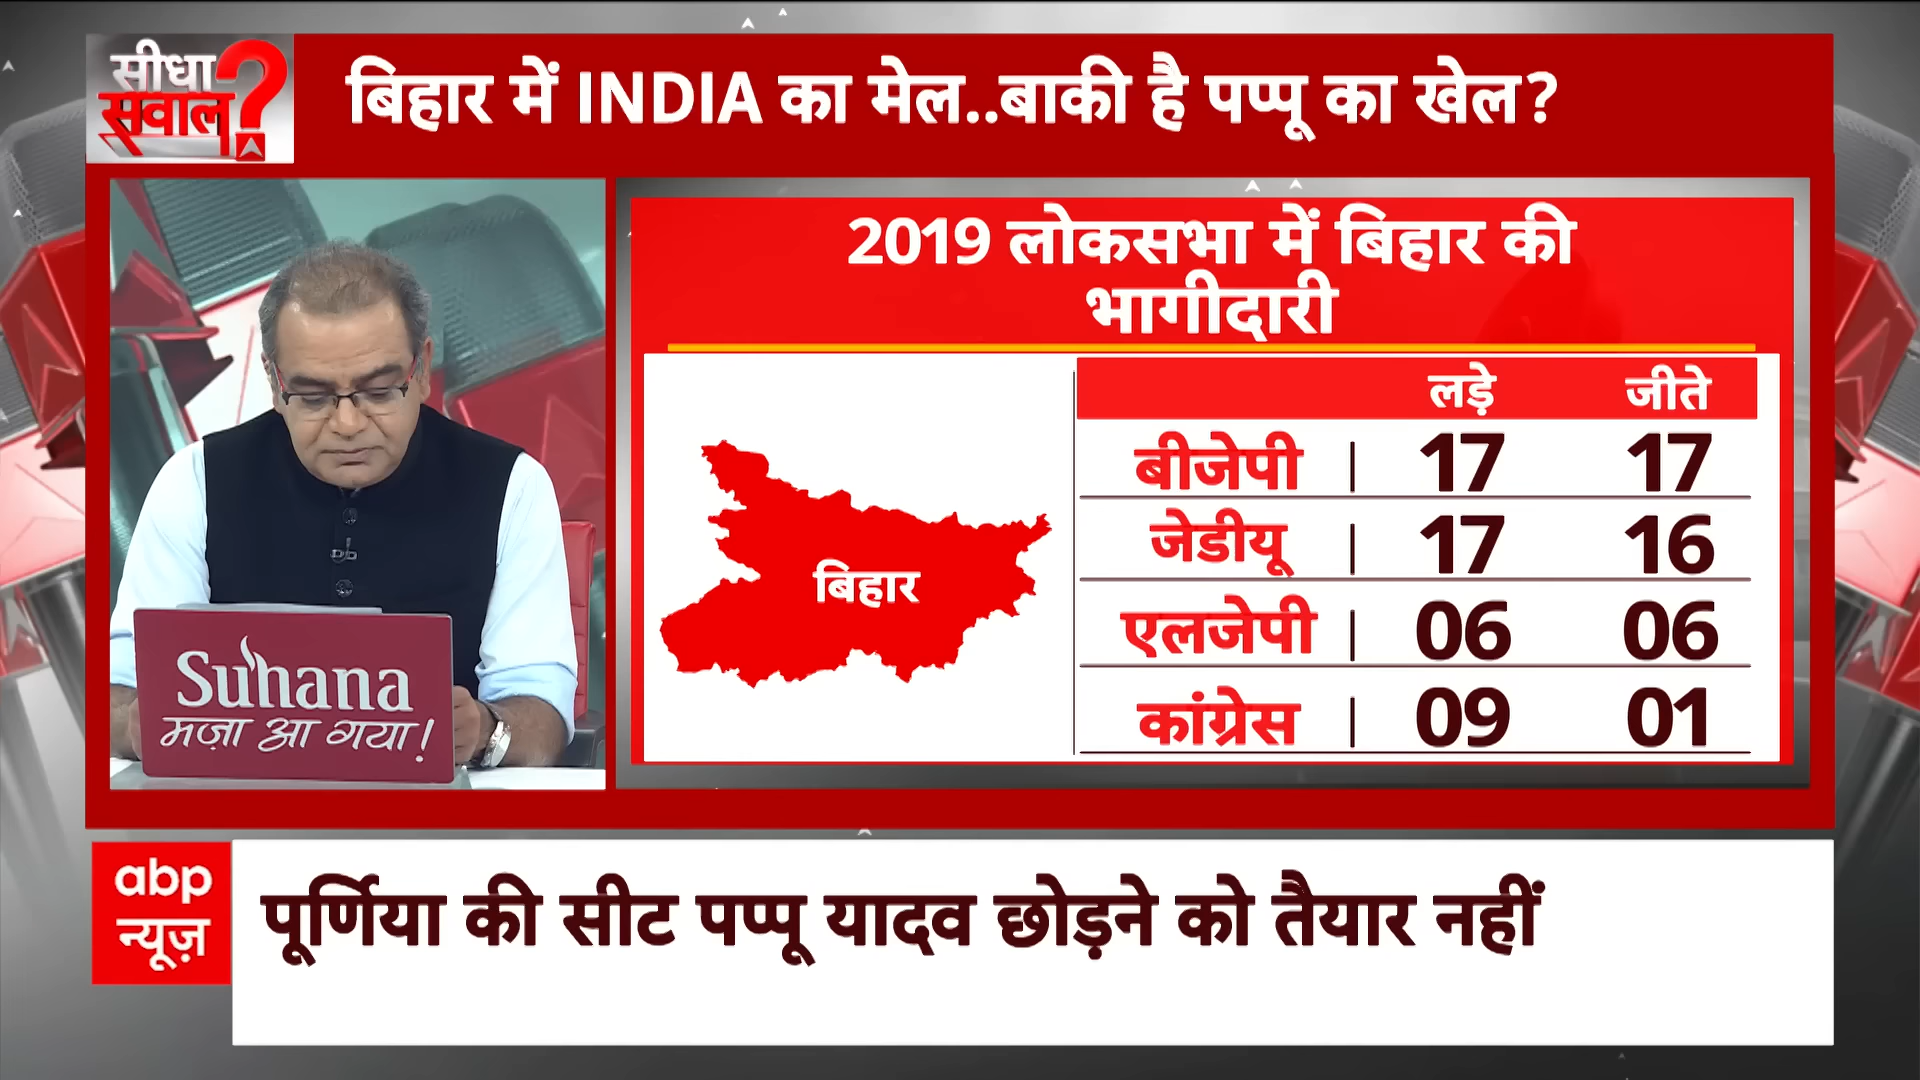 सीधा
सवाल?
बिहार में INDIA का मेल..बाकी है पप्पू का खेल?
2019 लोकसभा में बिहार की
भागीदारी
लड़े जीते
बीजेपी | 17 17
जेडीयू | 17 16
एलजेपी | 06 06
कांग्रेस | 09 01
बिहार
Suhana
मज़ा आ गया!
abp
न्यूज़
पूर्णिया की सीट पप्पू यादव छोड़ने को तैयार नहीं